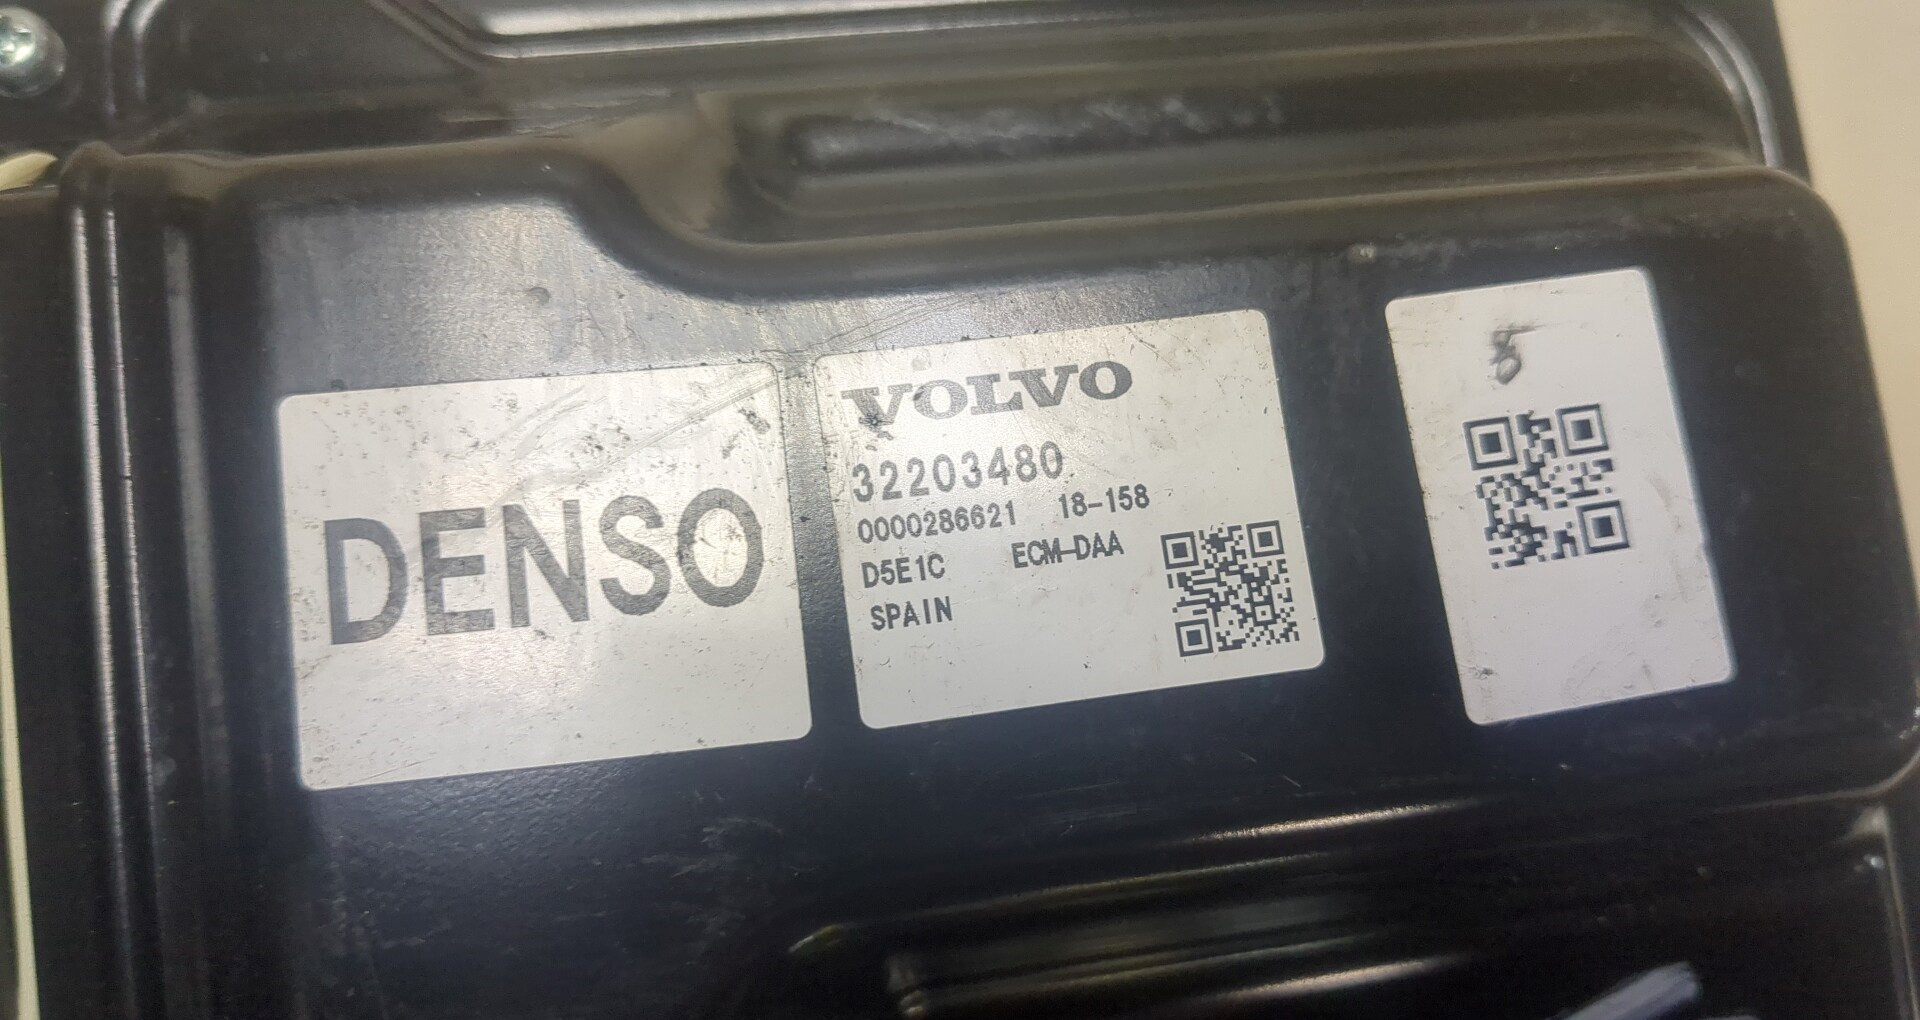 DENSO
VOLVO
32203480
0000286621 18-158
D5E1C ECM-DAA
SPAIN